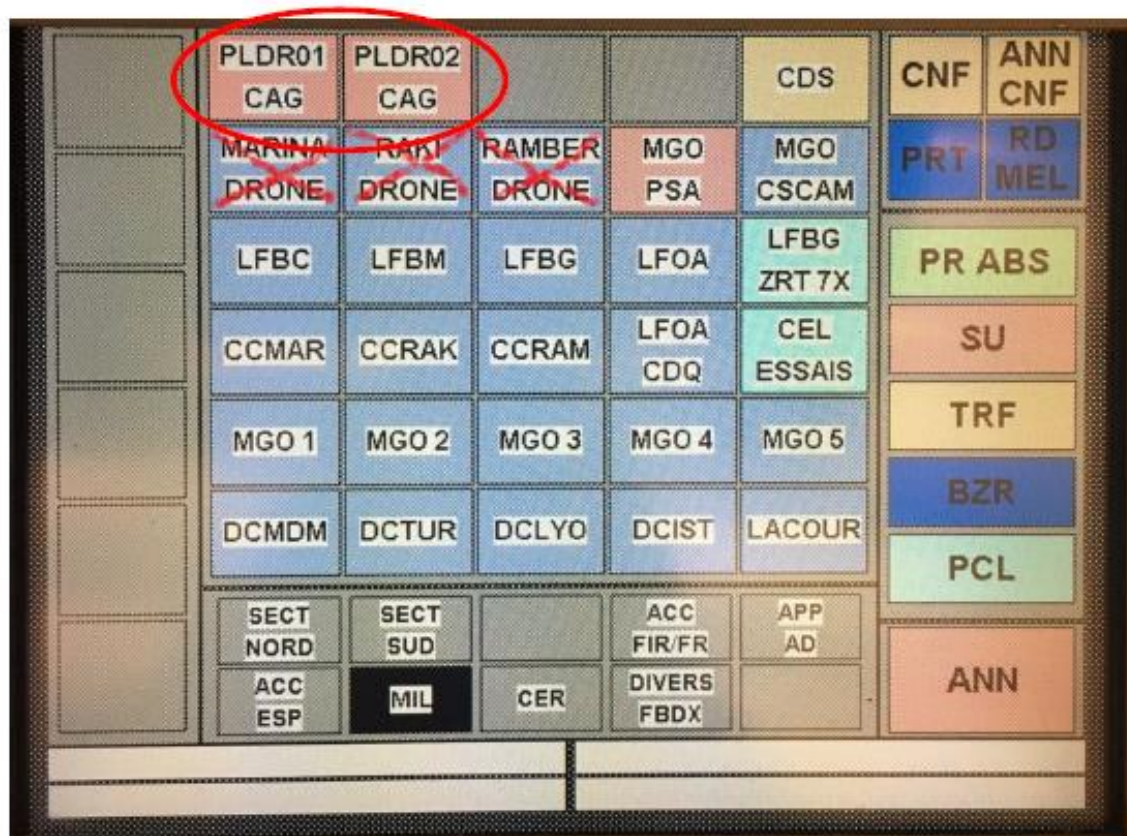 PLDR01 PLDR02 CNF ANN
CAG CAG CDS CNF
MARINA RAKI RAMBER MGO MGO PRT RD
DRONE DRONE DRONE PSA CSCAM MEL
LFBC LFBM LFBG LFOA LFBG PR ABS
ZRT 7X
CCMAR CCRAK CCRAM LFOA CEL SU
CDQ ESSAIS
MGO 1 MGO 2 MGO 3 MGO 4 MGO 5 TRF
BZR
DCMDM DCTUR DCLYO DCIST LACOUR PCL
SECT SECT ACC APP
NORD SUD FIR/FR AD
ACC MIL CER DIVERS ANN
ESP FBDX